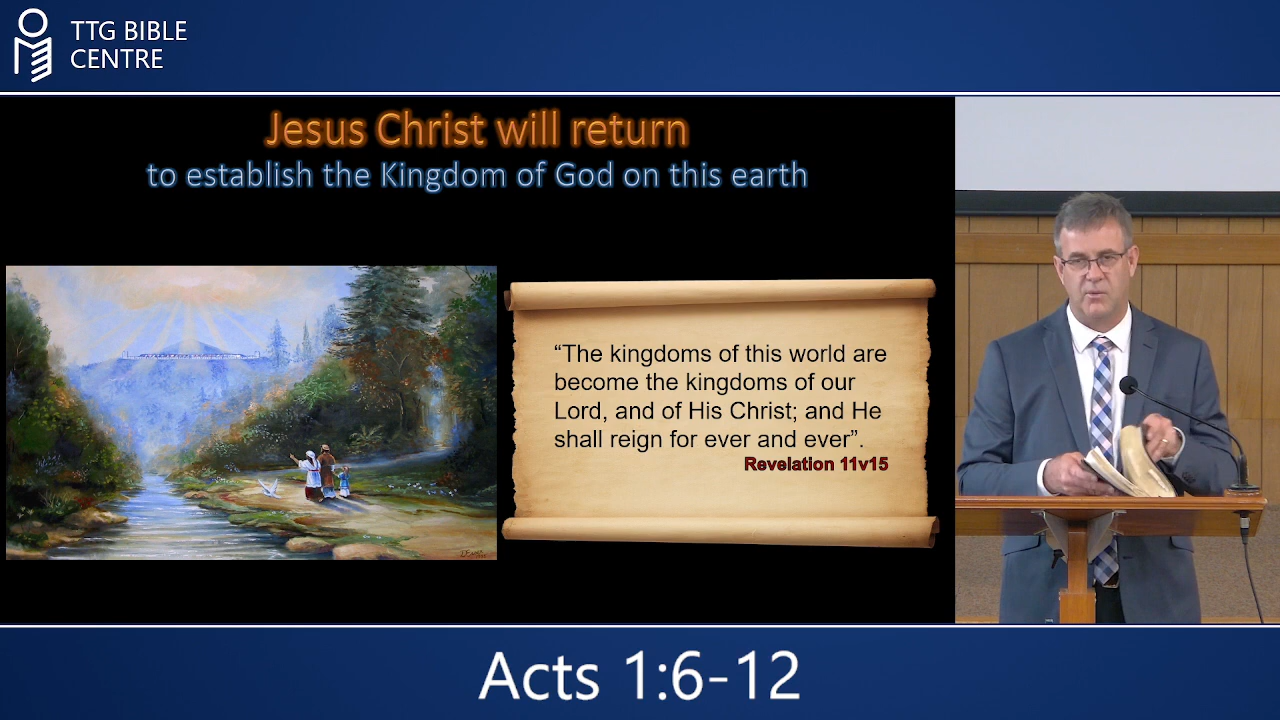 TTG BIBLE
CENTRE
Jesus Christ will return
to establish the Kingdom of God on this earth
“The kingdoms of this world are
become the kingdoms of our
Lord, and of His Christ; and He
shall reign for ever and ever”.
Revelation 11v15
Acts 1:6-12